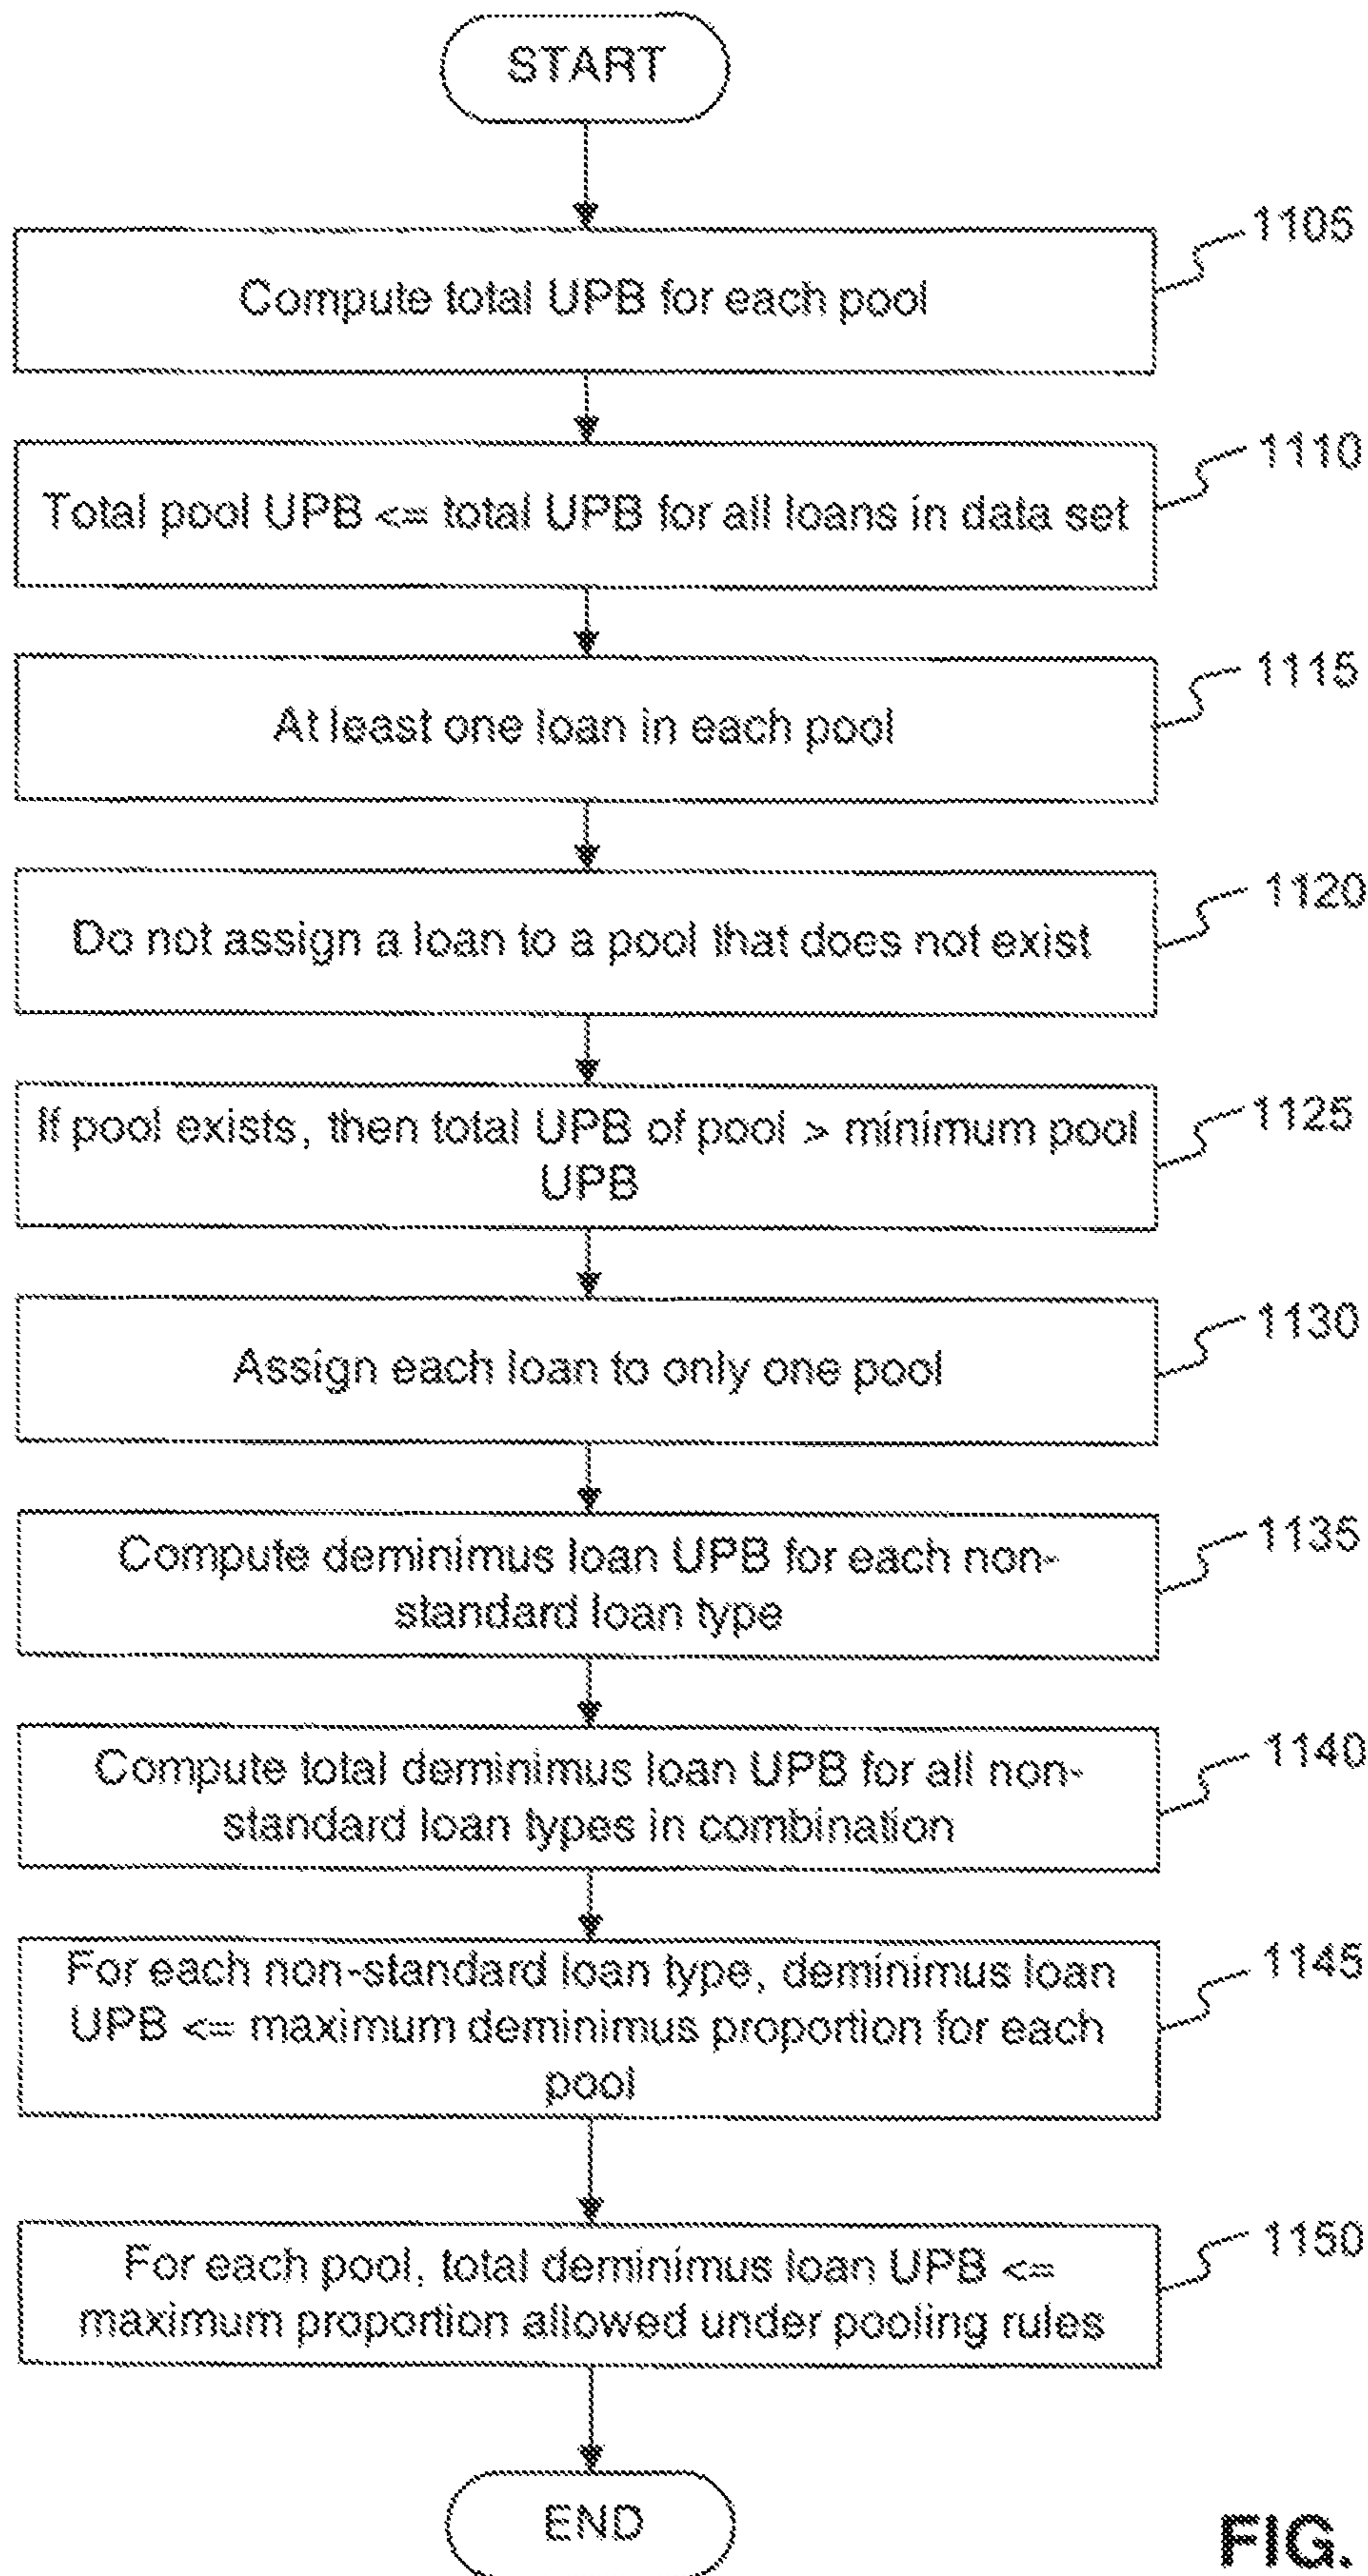 START
Compute total UPB for each pool
1105
Total pool UPB <= total UPB for all loans in data set
1110
At least one loan in each pool
1115
Do not assign a loan to a pool that does not exist
1120
If pool exists, then total UPB of pool > minimum pool
UPB
1125
Assign each loan to only one pool
1130
Compute deminimus loan UPB for each non-
standard loan type
1135
Compute total deminimus loan UPB for all non-
standard loan types in combination
1140
For each non-standard loan type, deminimus loan
UPB <= maximum deminimus proportion for each
pool
1145
For each pool, total deminimus loan UPB <=
maximum proportion allowed under pooling rules
1150
END
FIG.